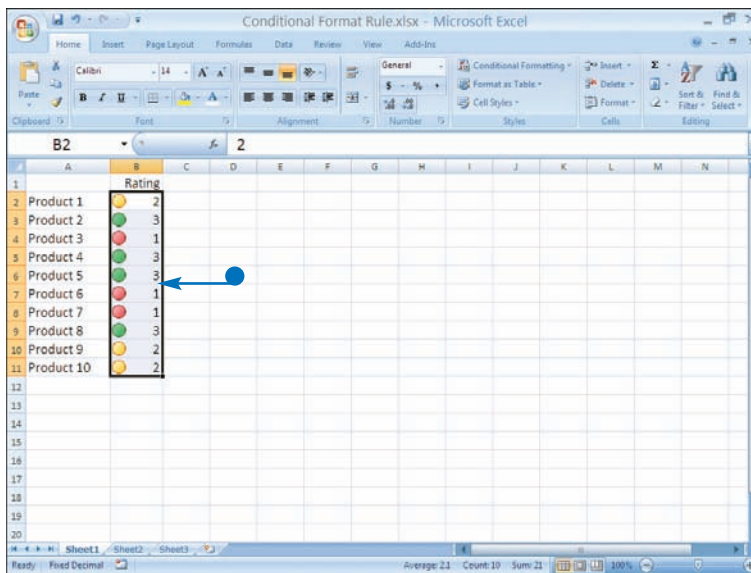 Conditional Format Rule.xlsx - Microsoft Excel
Home Insert Page Layout Formulas Data Review View Add-Ins
Calibri 14 A A General Conditional Formatting Insert Σ
Paste B I U A $ % , Format as Table Delete Sort & Find &
Cell Styles Format Filter Select
Clipboard Font Alignment Number Styles Cells Editing
B2 fx 2
A B C D E F G H I J K L M N
1 Rating
2 Product 1 2
3 Product 2 3
4 Product 3 1
5 Product 4 3
6 Product 5 3
7 Product 6 1
8 Product 7 1
9 Product 8 3
10 Product 9 2
11 Product 10 2
12
13
14
15
16
17
18
19
20
Sheet1 Sheet2 Sheet3
Ready Fixed Decimal Average: 2.1 Count: 10 Sum: 21 100%